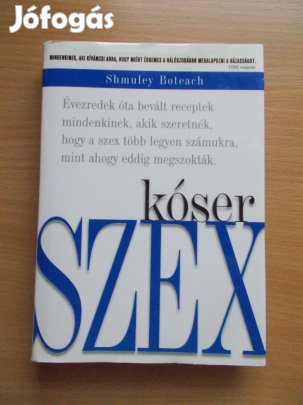 Jófogás
MINDENKINEK, AKI KÍVÁNCSI ARRA, HOGY MIÉRT ÉRDEMES A HÁLÓSZOBÁBAN MEGALAPOZNI A HÁZASSÁGOT.
TIME magazin
Shmuley Boteach
Évezredek óta bevált receptek
mindenkinek, akik szeretnék,
hogy a szex több legyen számukra,
mint ahogy eddig megszokták.
kóser
SZEX